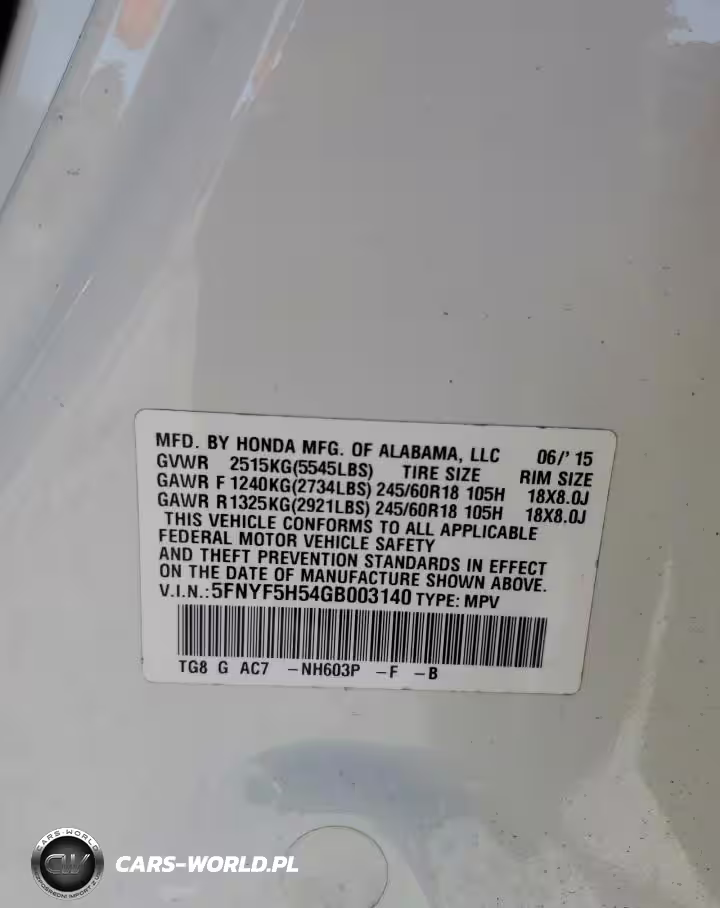 MFD. BY HONDA MFG. OF ALABAMA, LLC 06/' 15
GVWR 2515KG(5545LBS) TIRE SIZE RIM SIZE
GAWR F 1240KG(2734LBS) 245/60R18 105H 18X8.0J
GAWR R 1325KG(2921LBS) 245/60R18 105H 18X8.0J
THIS VEHICLE CONFORMS TO ALL APPLICABLE
FEDERAL MOTOR VEHICLE SAFETY
AND THEFT PREVENTION STANDARDS IN EFFECT
ON THE DATE OF MANUFACTURE SHOWN ABOVE.
V.I.N.: 5FNYF5H54GB003140 TYPE: MPV
TG8 G AC7 -NH603P -F -B
CARS-WORLD
CW
CARS-WORLD.PL